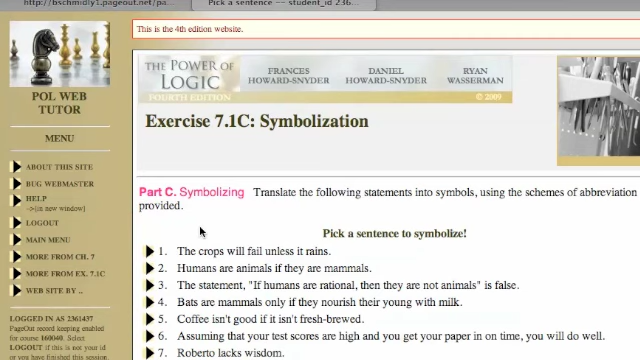 http://bschmidly1.pageout.net/pa...
Pick a sentence -- student_id 236...
This is the 4th edition website.
THE POWER OF
LOGIC
FOURTH EDITION
FRANCES
HOWARD-SNYDER
DANIEL
HOWARD-SNYDER
RYAN
WASSERMAN
© 2009
POL WEB
TUTOR
MENU
ABOUT THIS SITE
BUG WEBMASTER
HELP
->(in new window)
LOGOUT
MAIN MENU
MORE FROM CH. 7
MORE FROM EX. 7.1C
WEB SITE BY ..
LOGGED IN AS 2361437
PageOut record keeping enabled
for course 160040. Select
LOGOUT if this is not your id
or you have finished this session.
Exercise 7.1C: Symbolization
Part C. Symbolizing Translate the following statements into symbols, using the schemes of abbreviation
provided.
Pick a sentence to symbolize!
1. The crops will fail unless it rains.
2. Humans are animals if they are mammals.
3. The statement, "If humans are rational, then they are not animals" is false.
4. Bats are mammals only if they nourish their young with milk.
5. Coffee isn't good if it isn't fresh-brewed.
6. Assuming that your test scores are high and you get your paper in on time, you will do well.
7. Roberto lacks wisdom.